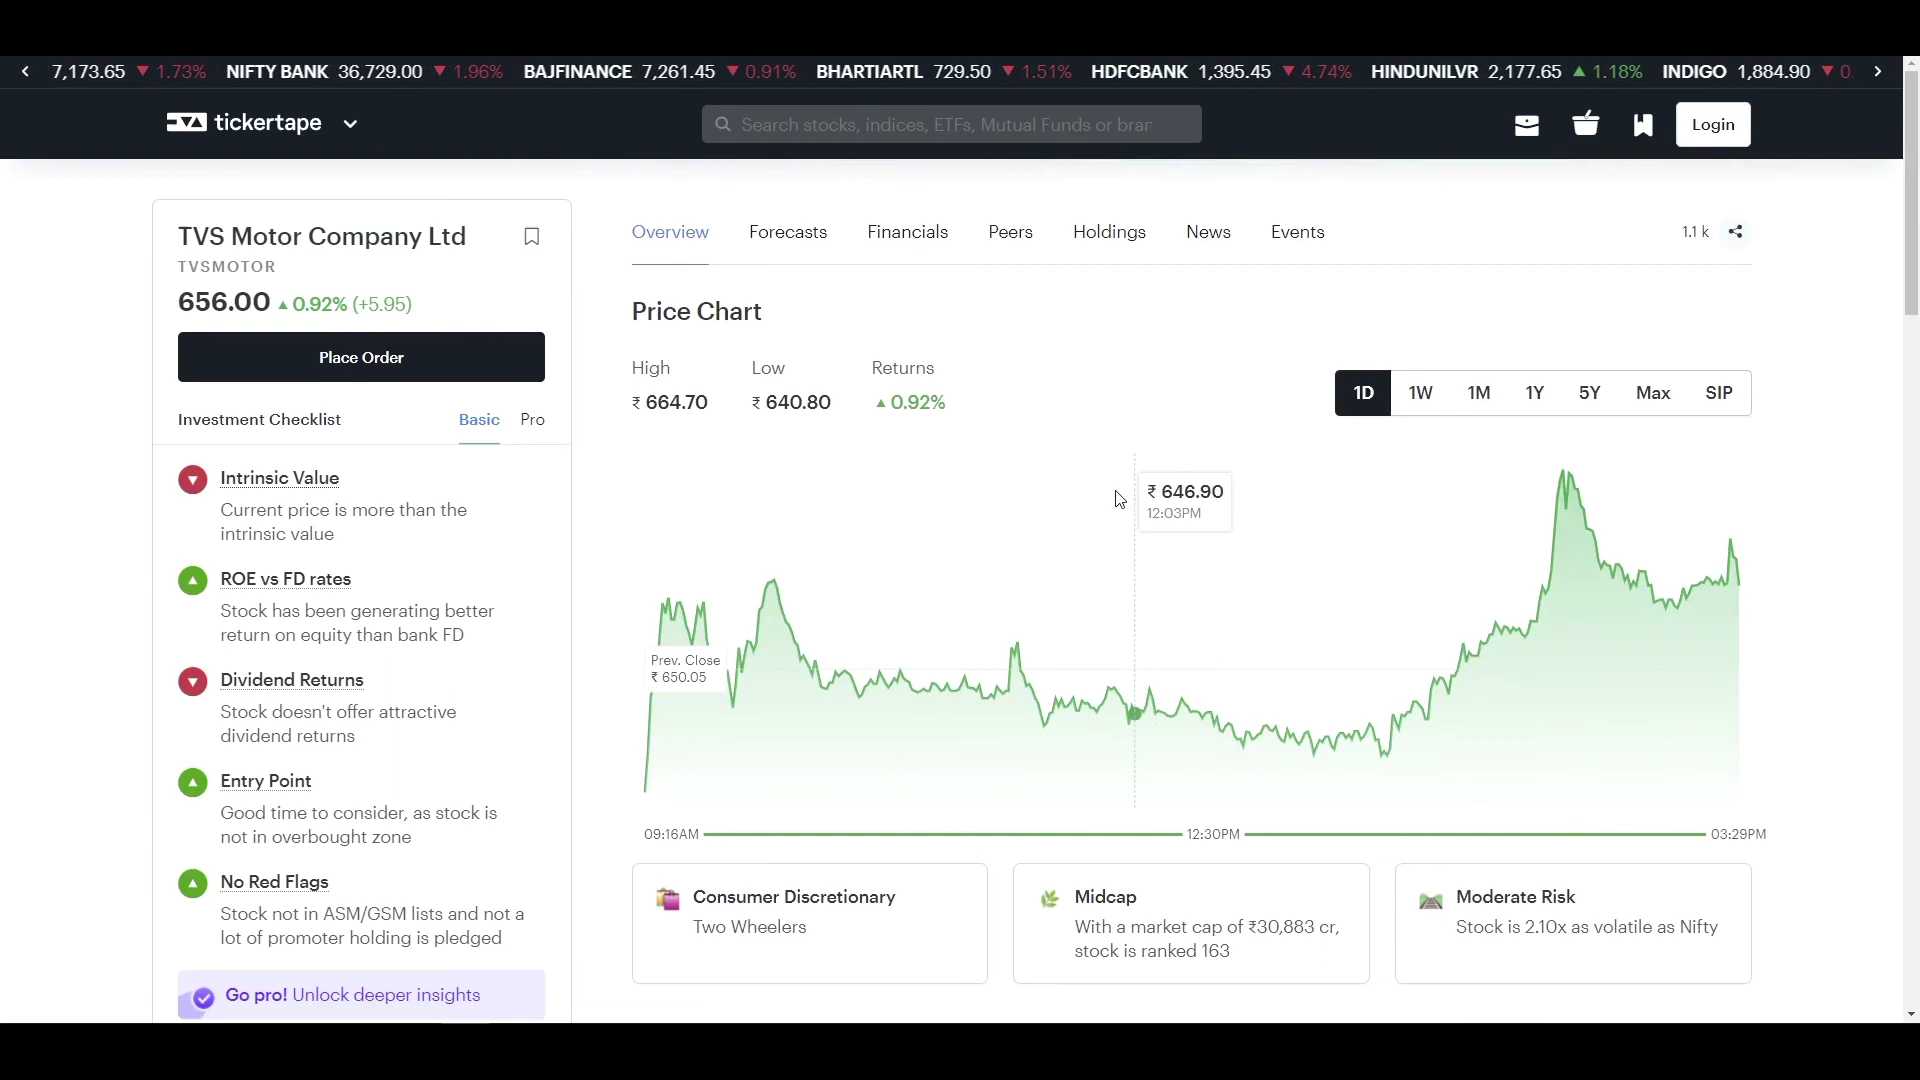 7,173.65 ▼ 1.73% NIFTY BANK 36,729.00 ▼ 1.96% BAJFINANCE 7,261.45 ▼ 0.91% BHARTIARTL 729.50 ▼ 1.51% HDFCBANK 1,395.45 ▼ 4.74% HINDUNILVR 2,177.65 ▲ 1.18% INDIGO 1,884.90 ▼ 0.
tickertape
Search stocks, indices, ETFs, Mutual Funds or bran
Login
TVS Motor Company Ltd
TVSMOTOR
656.00 ▲ 0.92% (+5.95)
Place Order
Investment Checklist Basic Pro
Intrinsic Value
Current price is more than the
intrinsic value
ROE vs FD rates
Stock has been generating better
return on equity than bank FD
Dividend Returns
Stock doesn't offer attractive
dividend returns
Entry Point
Good time to consider, as stock is
not in overbought zone
No Red Flags
Stock not in ASM/GSM lists and not a
lot of promoter holding is pledged
Go pro! Unlock deeper insights
Overview Forecasts Financials Peers Holdings News Events 1.1 k
Price Chart
High Low Returns
₹ 664.70 ₹ 640.80 ▲ 0.92%
1D 1W 1M 1Y 5Y Max SIP
₹ 646.90
12:03PM
Prev. Close
₹ 650.05
09:16AM 12:30PM 03:29PM
Consumer Discretionary
Two Wheelers
Midcap
With a market cap of ₹30,883 cr,
stock is ranked 163
Moderate Risk
Stock is 2.10x as volatile as Nifty